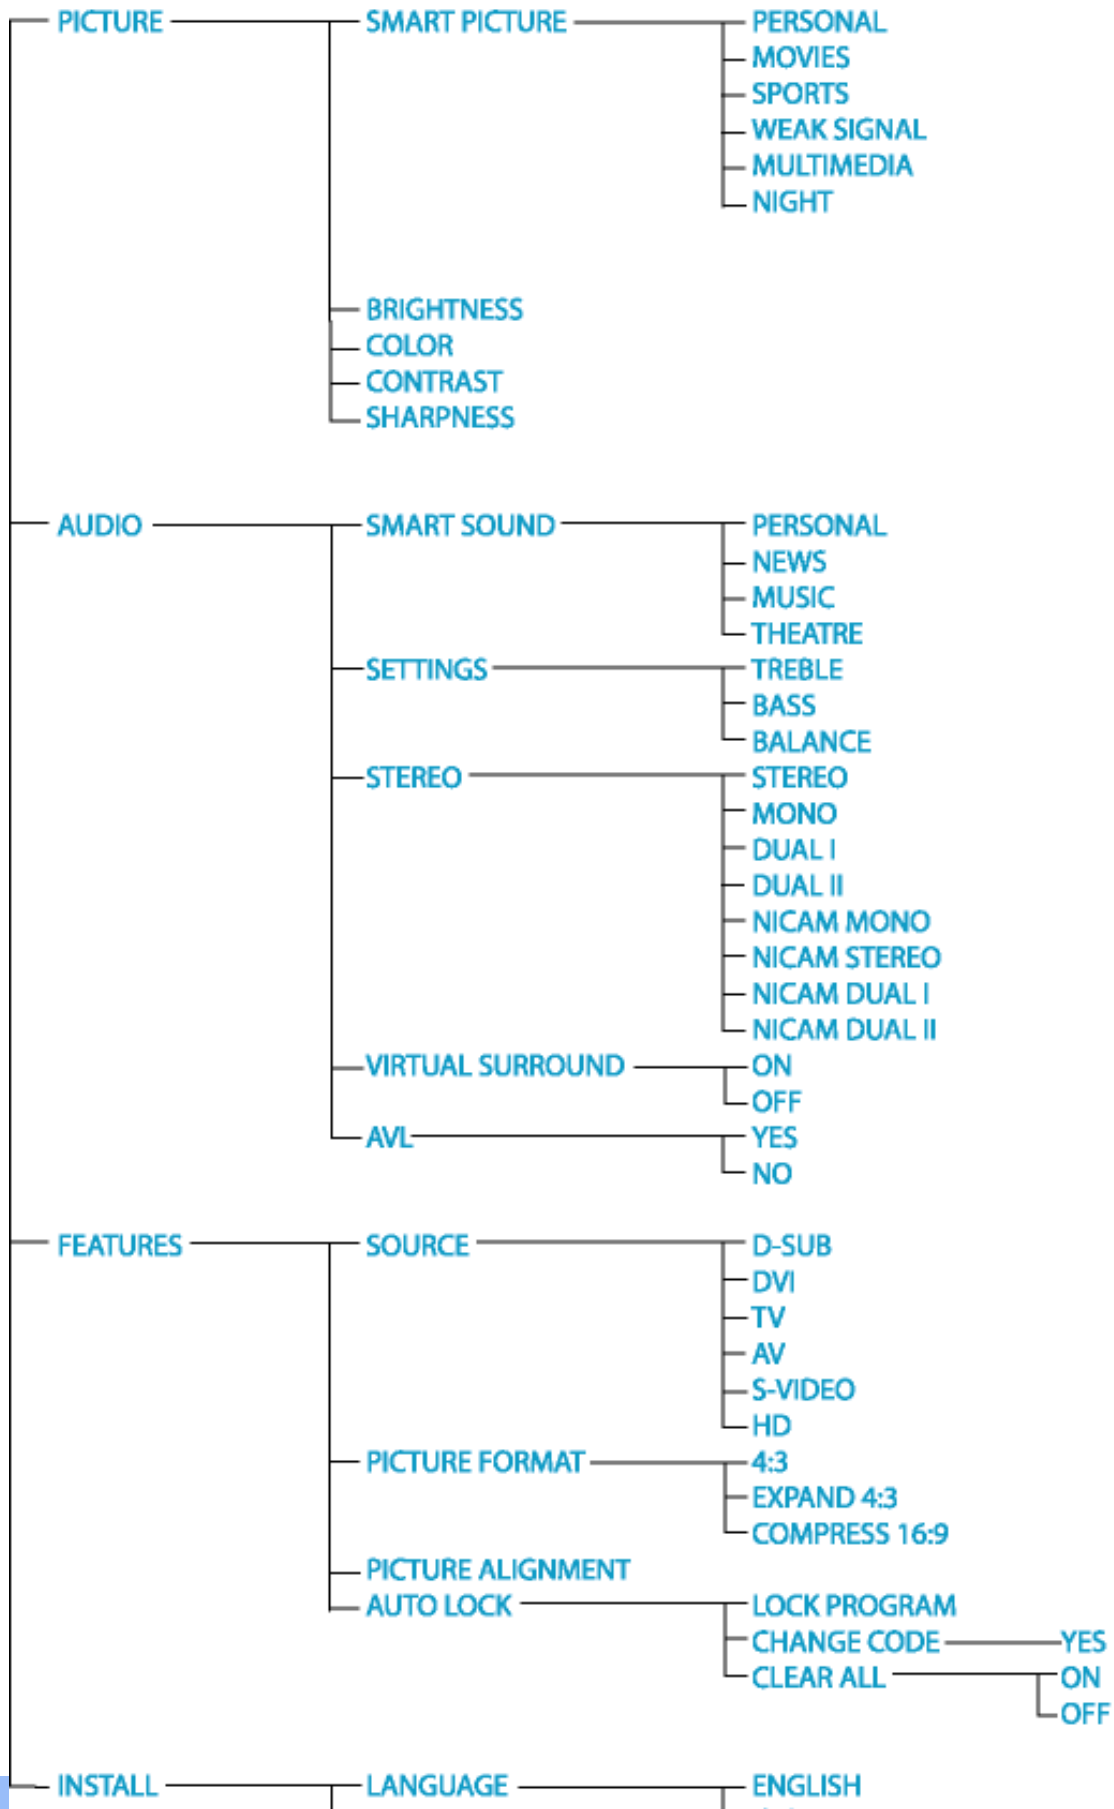 PICTURE SMART PICTURE PERSONAL
MOVIES
SPORTS
WEAK SIGNAL
MULTIMEDIA
NIGHT
BRIGHTNESS
COLOR
CONTRAST
SHARPNESS
AUDIO SMART SOUND PERSONAL
NEWS
MUSIC
THEATRE
SETTINGS TREBLE
BASS
BALANCE
STEREO STEREO
MONO
DUAL I
DUAL II
NICAM MONO
NICAM STEREO
NICAM DUAL I
NICAM DUAL II
VIRTUAL SURROUND ON
OFF
AVL YES
NO
FEATURES SOURCE D-SUB
DVI
TV
AV
S-VIDEO
HD
PICTURE FORMAT 4:3
EXPAND 4:3
COMPRESS 16:9
PICTURE ALIGNMENT
AUTO LOCK LOCK PROGRAM
CHANGE CODE YES
CLEAR ALL ON
OFF
INSTALL LANGUAGE ENGLISH